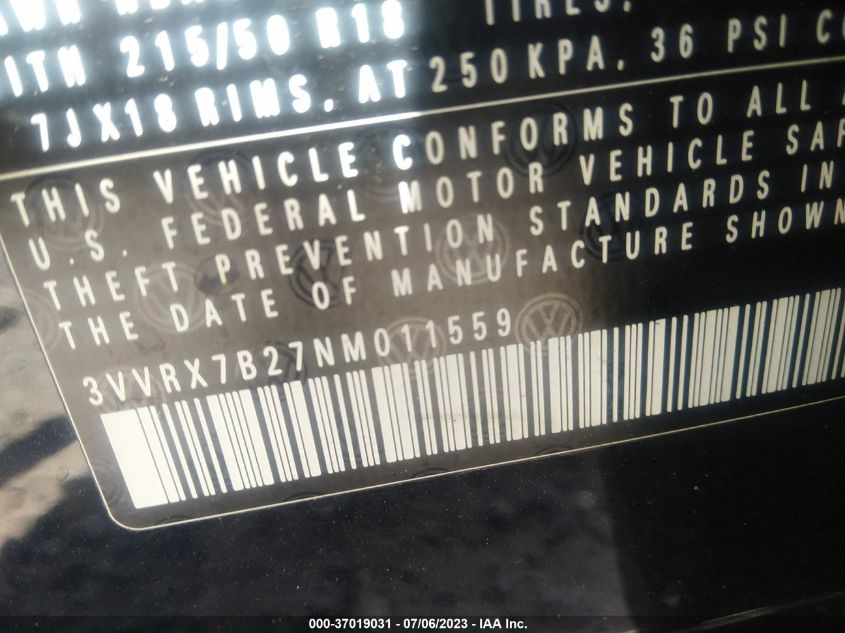 ITH 215/50 R18 TIRES,
7JX18 RIMS, AT 250 KPA, 36 PSI
THIS VEHICLE CONFORMS TO ALL
U.S. FEDERAL MOTOR VEHICLE SAF
THEFT PREVENTION STANDARDS IN
THE DATE OF MANUFACTURE SHOWN
3VVRX7B27NM011559
000-37019031 - 07/06/2023 - IAA Inc.